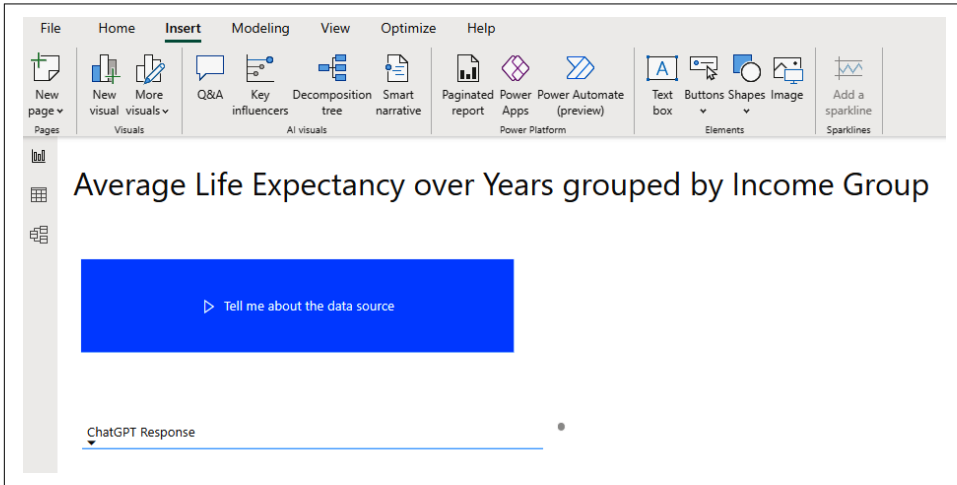 File Home Insert Modeling View Optimize Help
New New More Q&A Key Decomposition Smart Paginated Power Power Automate Text Buttons Shapes Image Add a
page visual visuals influencers tree narrative report Apps (preview) box sparkline
Pages Visuals AI visuals Power Platform Elements Sparklines
Average Life Expectancy over Years grouped by Income Group
Tell me about the data source
ChatGPT Response